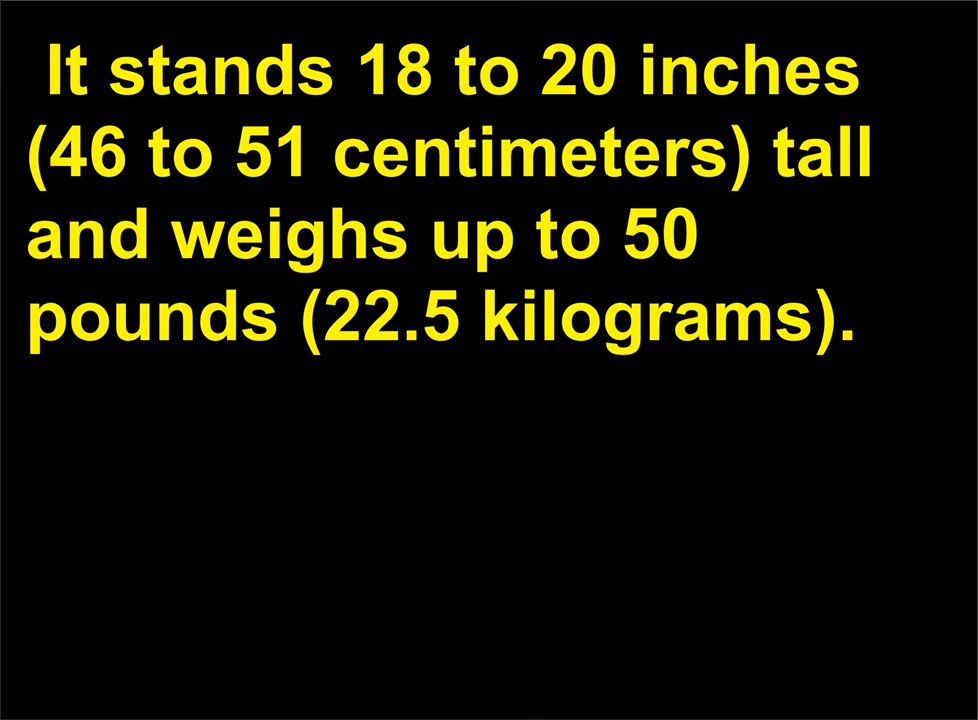 It stands 18 to 20 inches
(46 to 51 centimeters) tall
and weighs up to 50
pounds (22.5 kilograms).